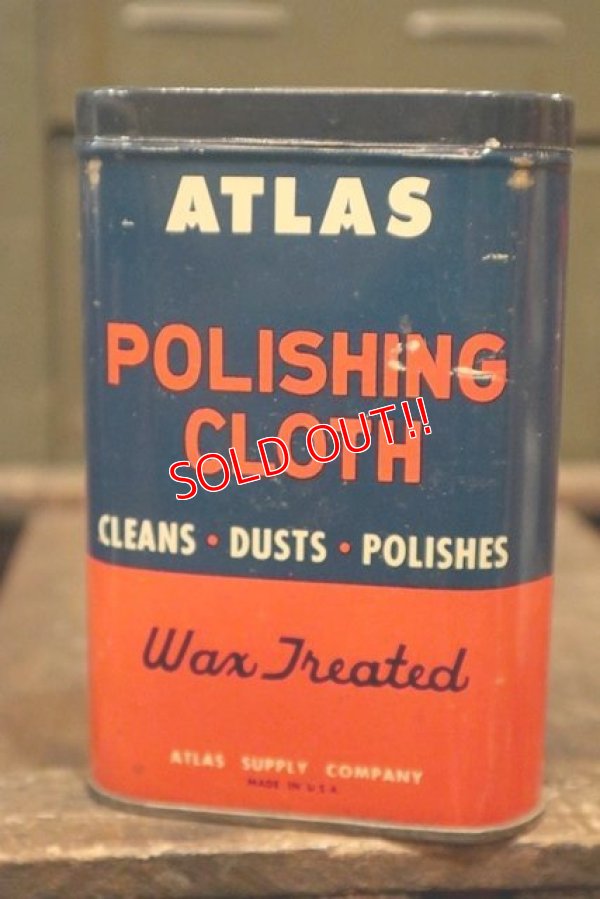 ATLAS
POLISHING
CLOTH
SOLD OUT!!
CLEANS • DUSTS • POLISHES
Wax Treated
ATLAS SUPPLY COMPANY
MADE IN U.S.A.